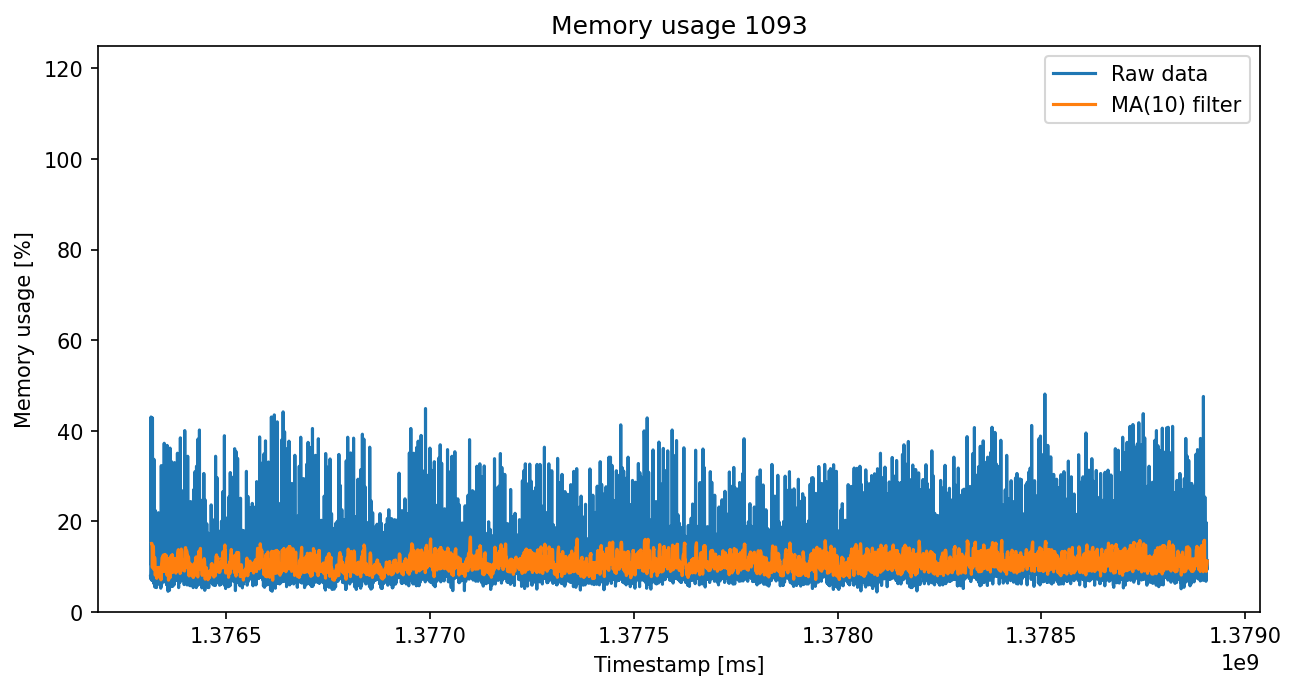 Memory usage 1093
Raw data
MA(10) filter
Memory usage [%]
120
100
80
60
40
20
0
1.3765 1.3770 1.3775 1.3780 1.3785 1.3790
1e9
Timestamp [ms]